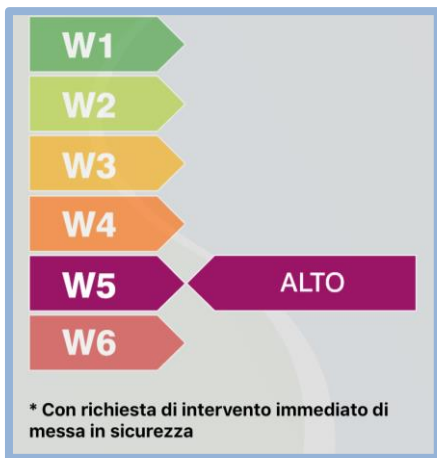 W1
W2
W3
W4
W5 ALTO
W6
* Con richiesta di intervento immediato di
messa in sicurezza